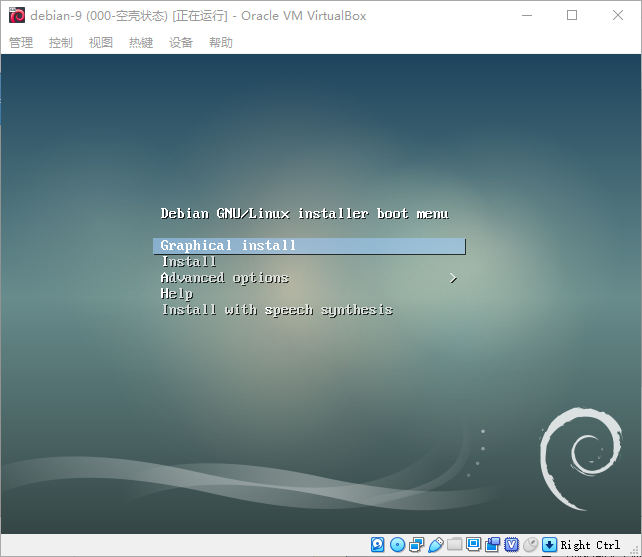 debian-9 (000-空壳状态) [正在运行] - Oracle VM VirtualBox
管理 控制 视图 热键 设备 帮助
Debian GNU/Linux installer boot menu
Graphical install
Install
Advanced options >
Help
Install with speech synthesis
Right Ctrl